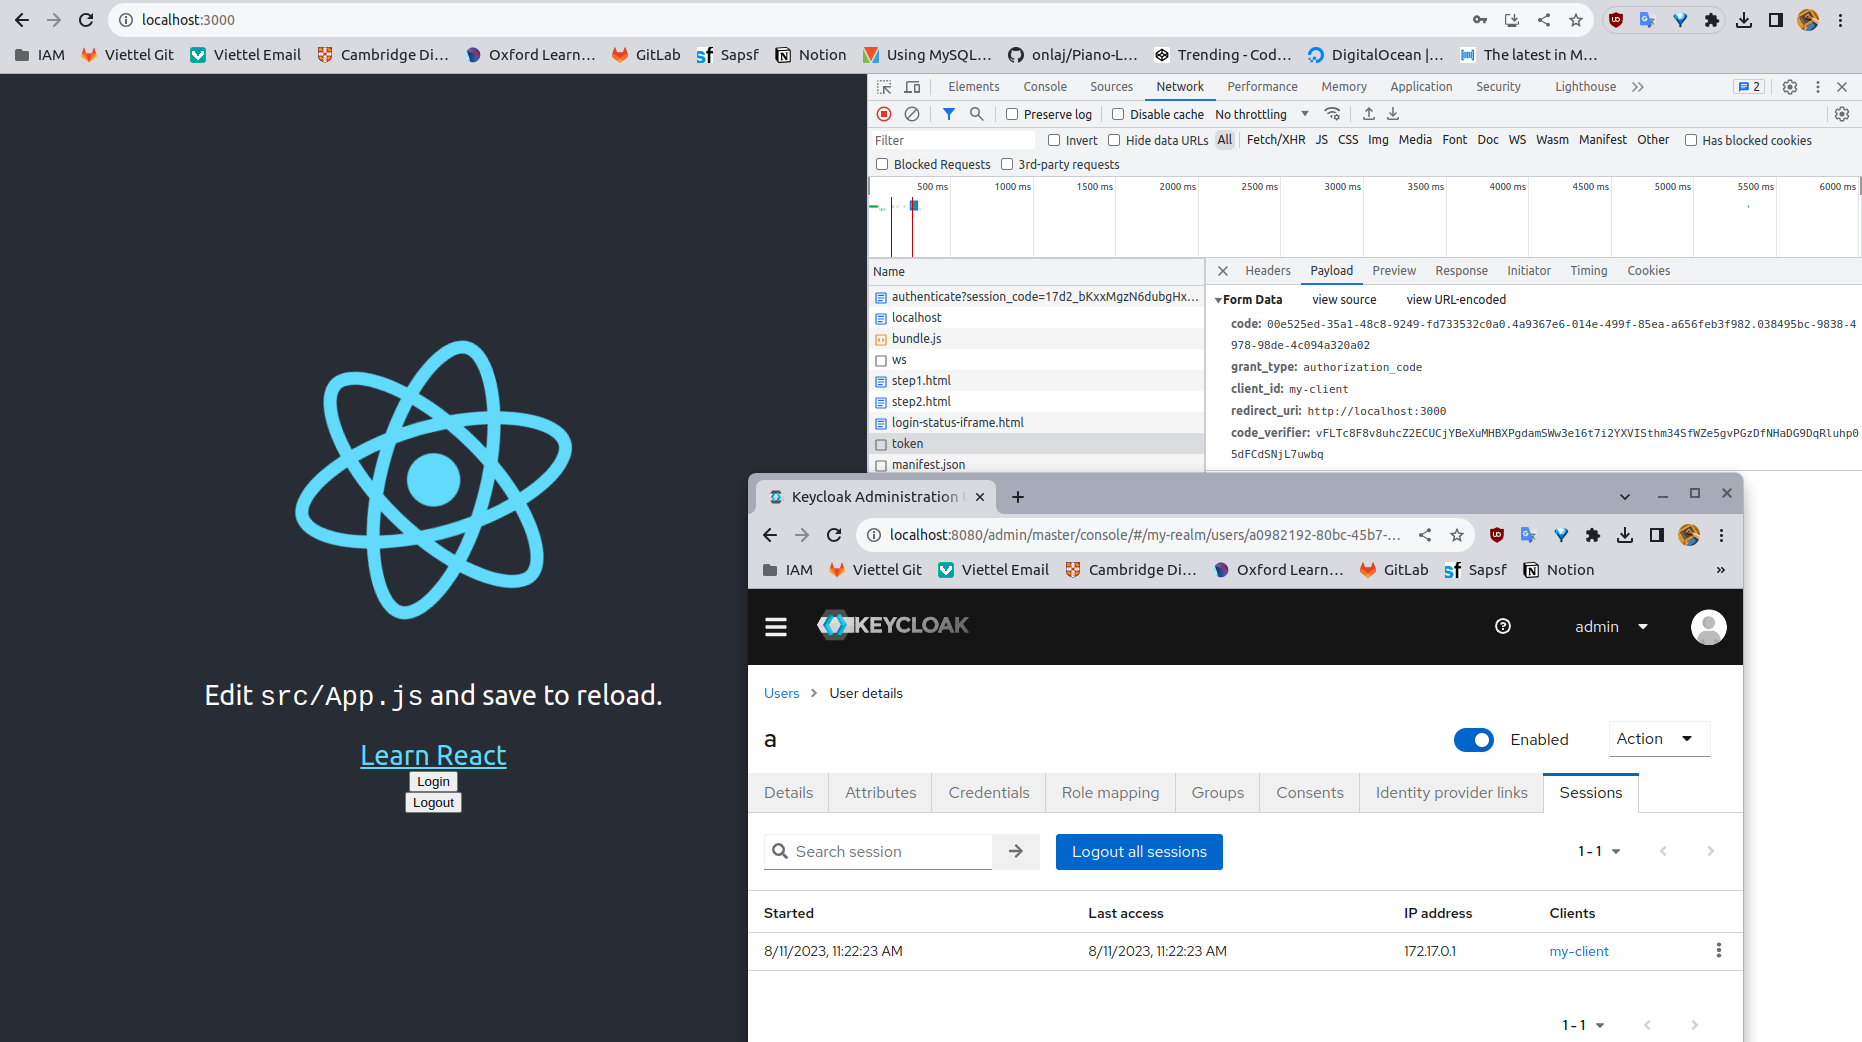 localhost:3000
IAM Viettel Git Viettel Email Cambridge Di... Oxford Learn... GitLab Sapsf Notion Using MySQL... onlaj/Piano-L... Trending - Cod... DigitalOcean |... The latest in M...
Elements Console Sources Network Performance Memory Application Security Lighthouse 2
Preserve log Disable cache No throttling
Filter Invert Hide data URLs All Fetch/XHR JS CSS Img Media Font Doc WS Wasm Manifest Other Has blocked cookies
Blocked Requests 3rd-party requests
500 ms 1000 ms 1500 ms 2000 ms 2500 ms 3000 ms 3500 ms 4000 ms 4500 ms 5000 ms 5500 ms 6000 ms
Name
authenticate?session_code=17d2_bKxxMgzN6dubgHx...
localhost
bundle.js
ws
step1.html
step2.html
login-status-iframe.html
token
manifest.json
Headers Payload Preview Response Initiator Timing Cookies
Form Data view source view URL-encoded
code: 00e525ed-35a1-48c8-9249-fd733532c0a0.4a9367e6-014e-499f-85ea-a656feb3f982.038495bc-9838-4
978-98de-4c094a320a02
grant_type: authorization_code
client_id: my-client
redirect_uri: http://localhost:3000
code_verifier: vFLTc8F8v8uhcZ2ECUCjYBeXuMHBXPgdamSWw3e16t7i2YXVISthm34SfWZe5gvPGzDfNHaDG9DqRluhp0
5dFCdSNjL7uwbq
Edit src/App.js and save to reload.
Learn React
Login
Logout
Keycloak Administration
localhost:8080/admin/master/console/#/my-realm/users/a0982192-80bc-45b7-...
IAM Viettel Git Viettel Email Cambridge Di... Oxford Learn... GitLab Sapsf Notion »
KEYCLOAK admin
Users > User details
a Enabled Action
Details Attributes Credentials Role mapping Groups Consents Identity provider links Sessions
Search session Logout all sessions 1 - 1
Started Last access IP address Clients
8/11/2023, 11:22:23 AM 8/11/2023, 11:22:23 AM 172.17.0.1 my-client
1 - 1